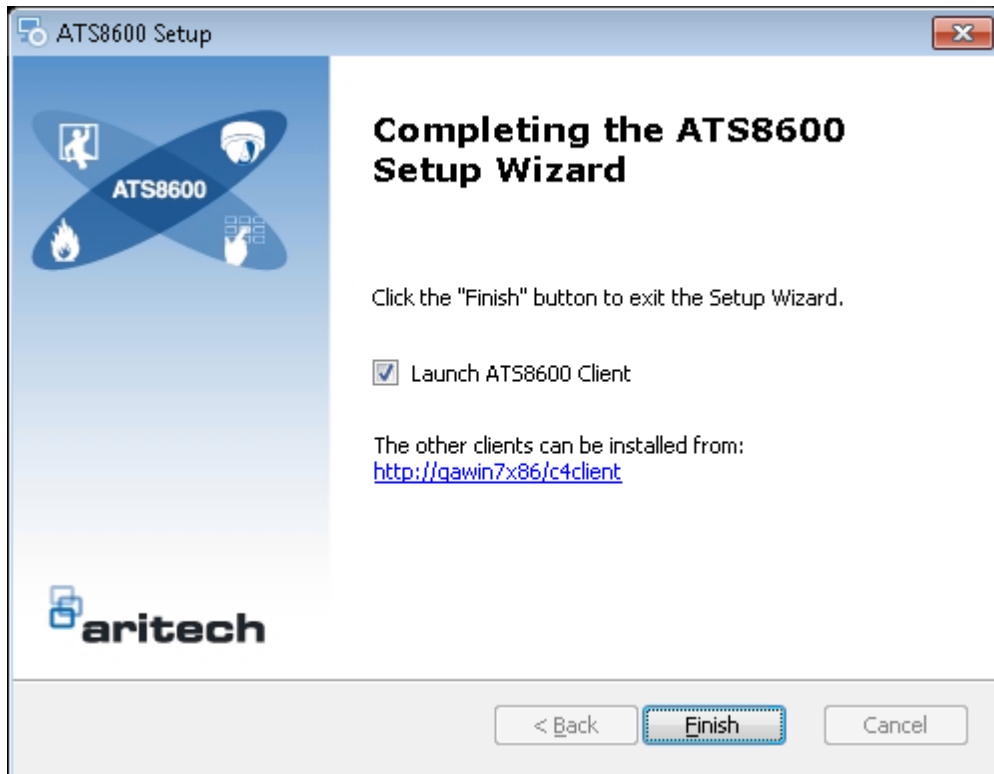 ATS8600 Setup
ATS8600
Completing the ATS8600
Setup Wizard
Click the "Finish" button to exit the Setup Wizard.
Launch ATS8600 Client
The other clients can be installed from:
http://qawin7x86/c4client
aritech
< Back
Finish
Cancel